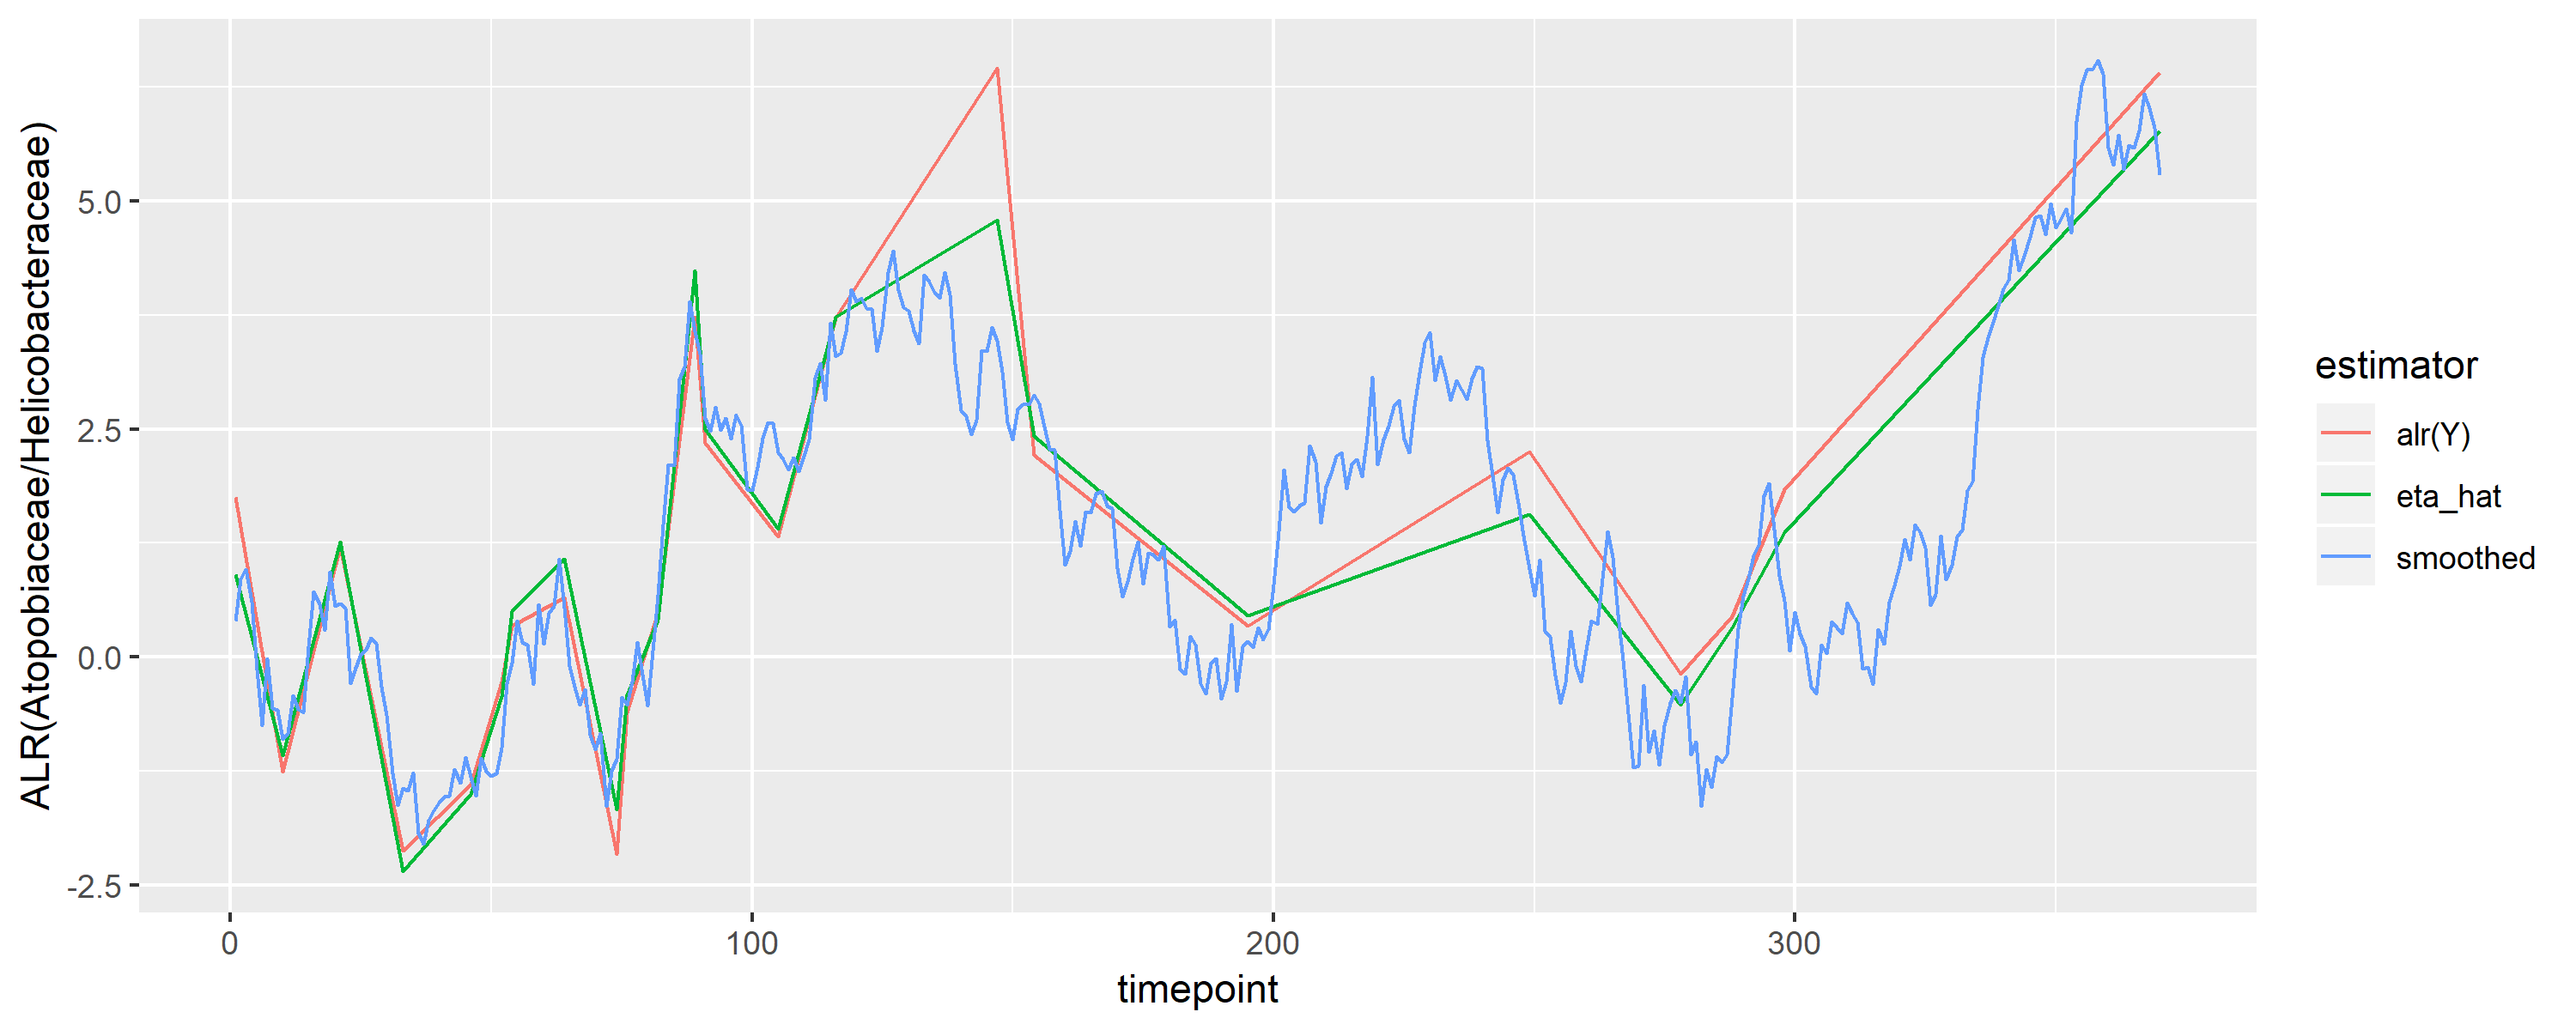 ALR(Atopobiaceae/Helicobacteraceae)
5.0
2.5
0.0
-2.5
0 100 200 300
timepoint
estimator
alr(Y)
eta_hat
smoothed